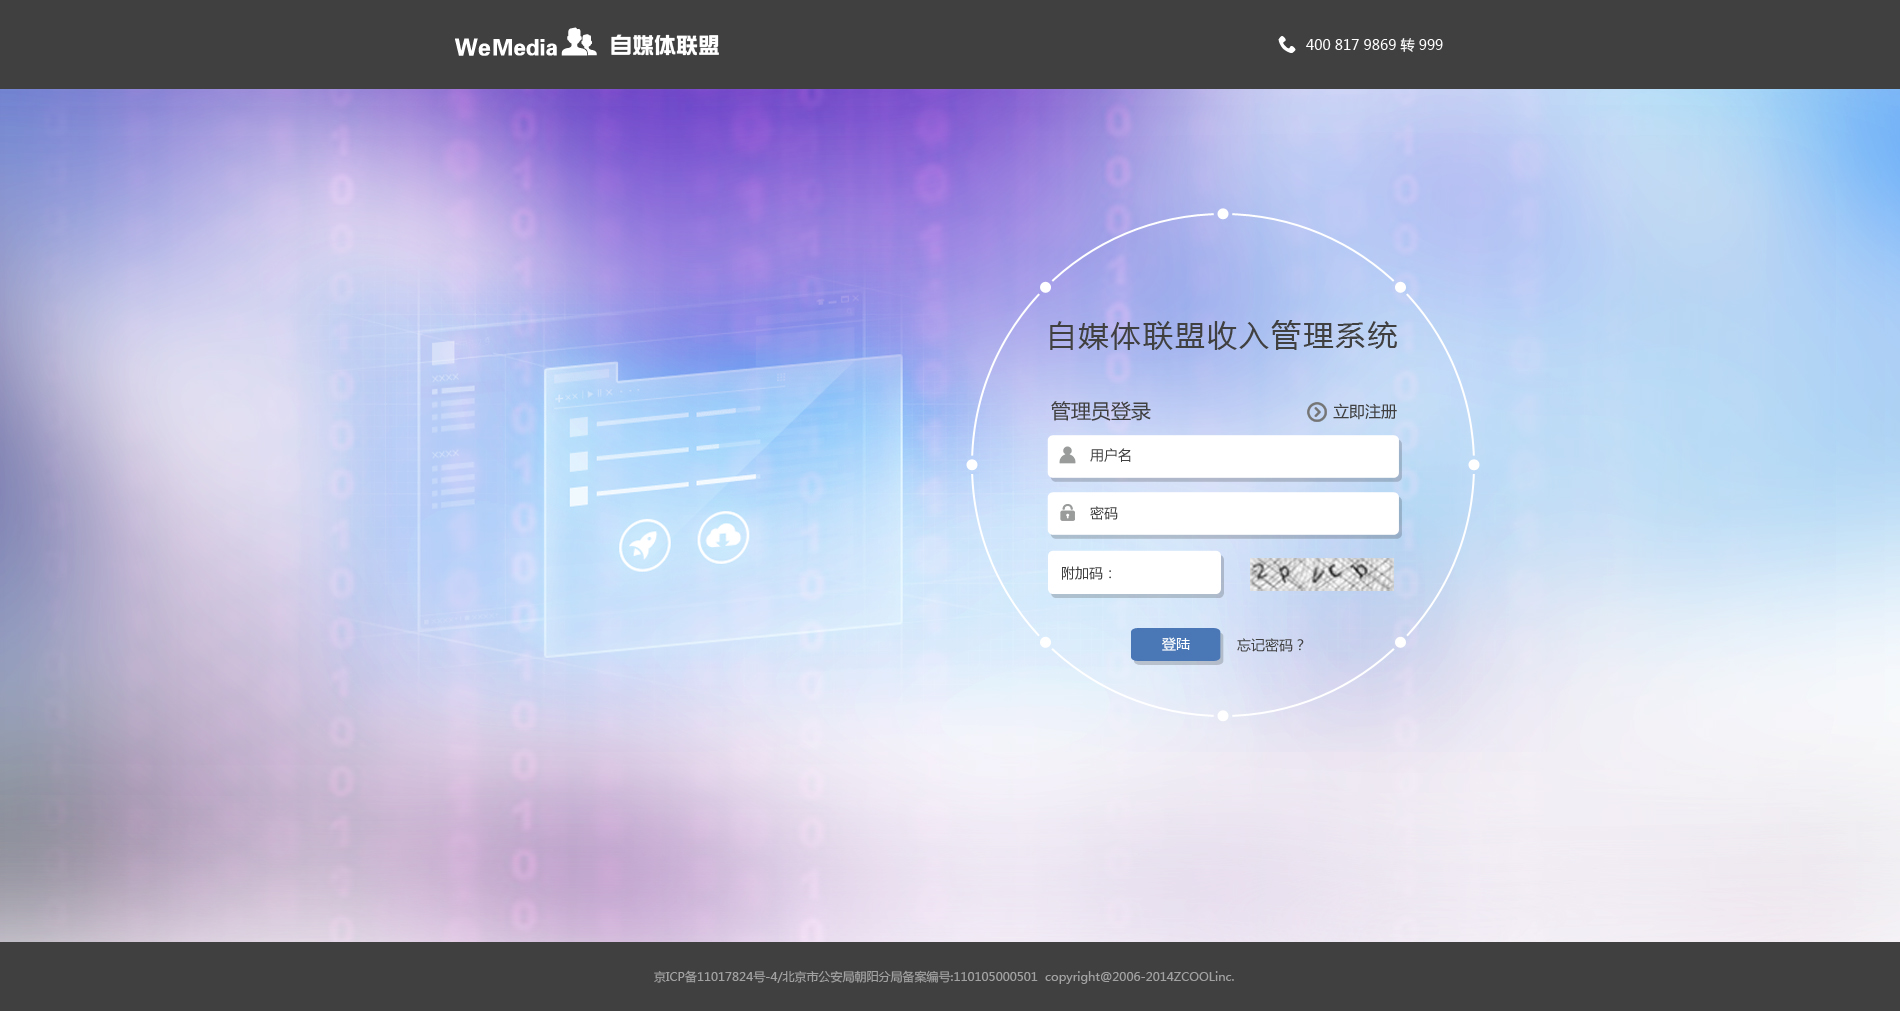 WeMedia 自媒体联盟
400 817 9869 转 999
自媒体联盟收入管理系统
管理员登录
立即注册
用户名
密码
附加码：
登陆
忘记密码？
京ICP备11017824号-4/北京市公安局朝阳分局备案编号:110105000501 copyright@2006-2014ZCOOLinc.